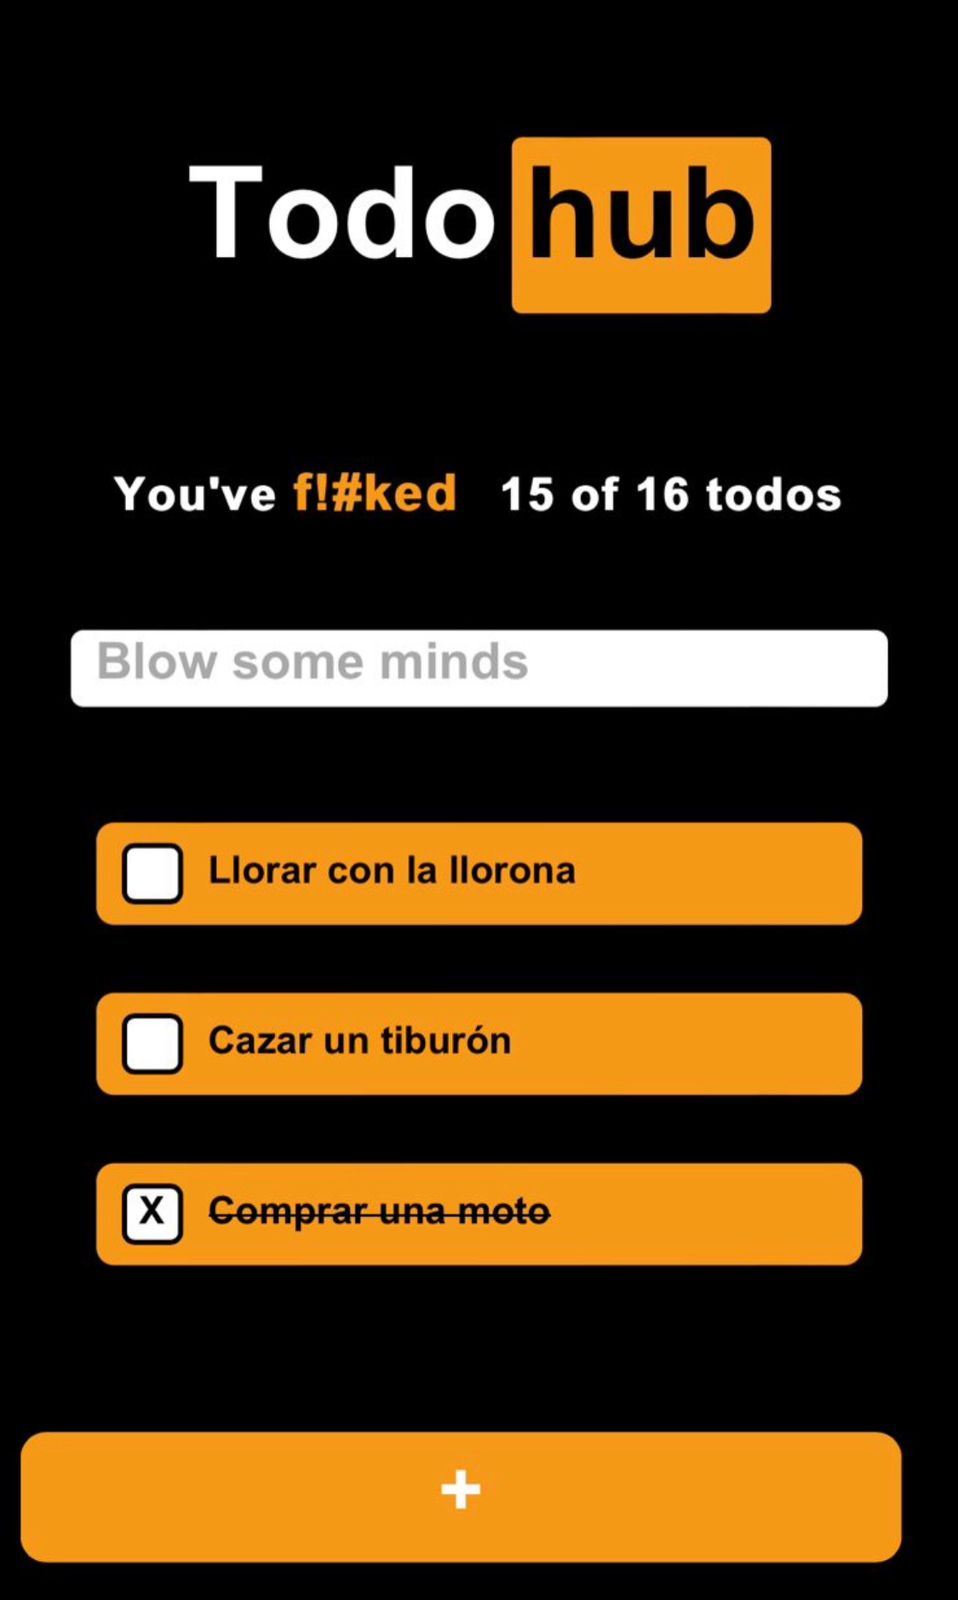 Todo hub
You've f!#ked 15 of 16 todos
Blow some minds
Llorar con la llorona
Cazar un tiburón
X Comprar una moto
+